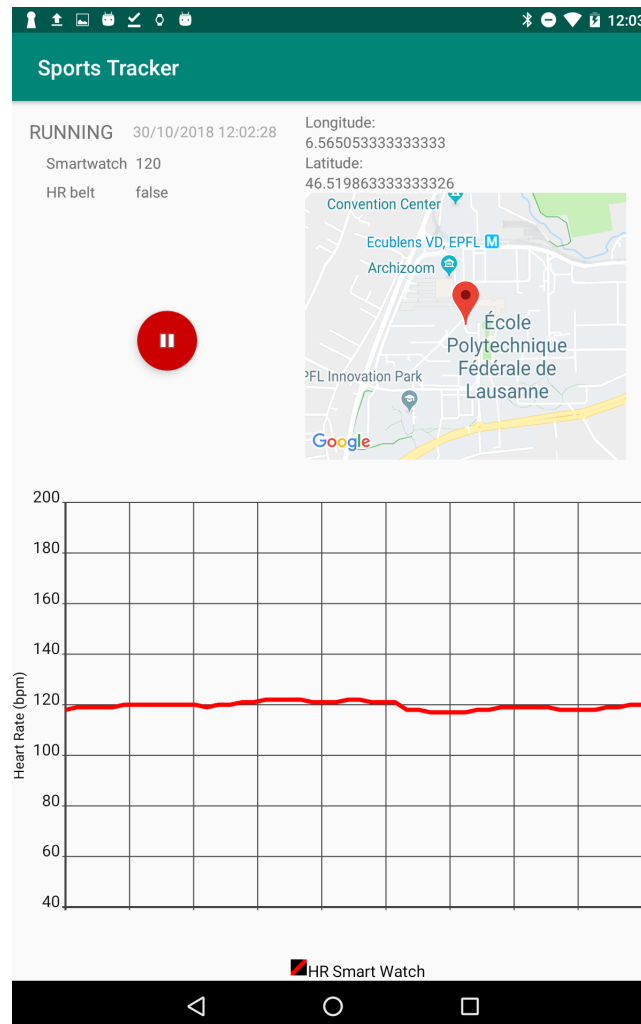 12:03
Sports Tracker
RUNNING 30/10/2018 12:02:28
Smartwatch 120
HR belt false
Longitude:
6.565053333333333
Latitude:
46.519863333333326
Convention Center
Ecublens VD, EPFL M
Archizoom
École
Polytechnique
Fédérale de
Lausanne
PFL Innovation Park
Google
200
180
160
140
120
100
80
60
40
Heart Rate (bpm)
HR Smart Watch